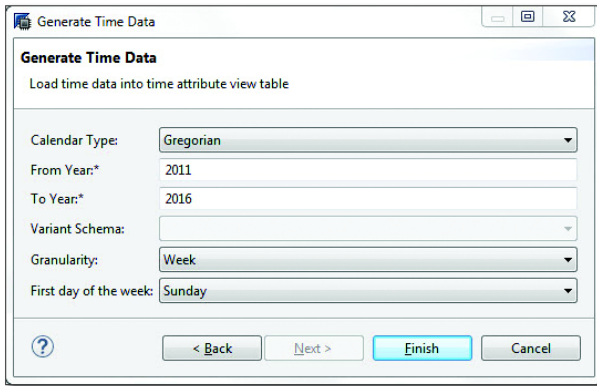 Generate Time Data
Generate Time Data
Load time data into time attribute view table
Calendar Type: Gregorian
From Year:* 2011
To Year:* 2016
Variant Schema:
Granularity: Week
First day of the week: Sunday
? < Back Next > Finish Cancel